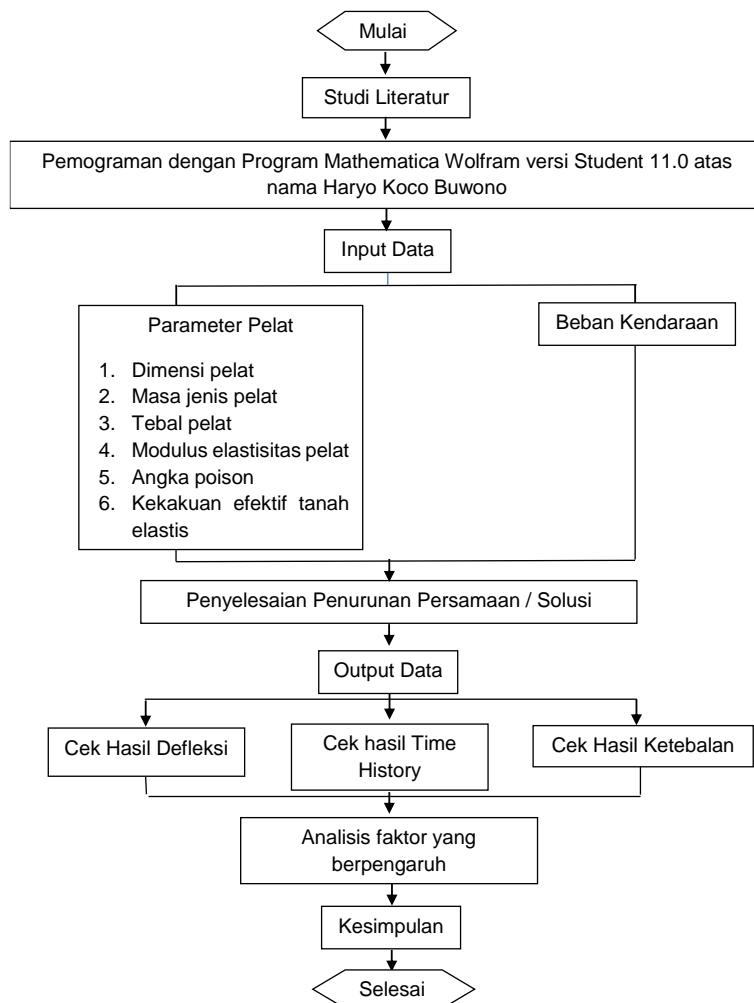 Mulai
Studi Literatur
Pemograman dengan Program Mathematica Wolfram versi Student 11.0 atas
nama Haryo Koco Buwono
Input Data
Parameter Pelat
1. Dimensi pelat
2. Masa jenis pelat
3. Tebal pelat
4. Modulus elastisitas pelat
5. Angka poison
6. Kekakuan efektif tanah
elastis
Beban Kendaraan
Penyelesaian Penurunan Persamaan / Solusi
Output Data
Cek Hasil Defleksi
Cek hasil Time
History
Cek Hasil Ketebalan
Analisis faktor yang
berpengaruh
Kesimpulan
Selesai